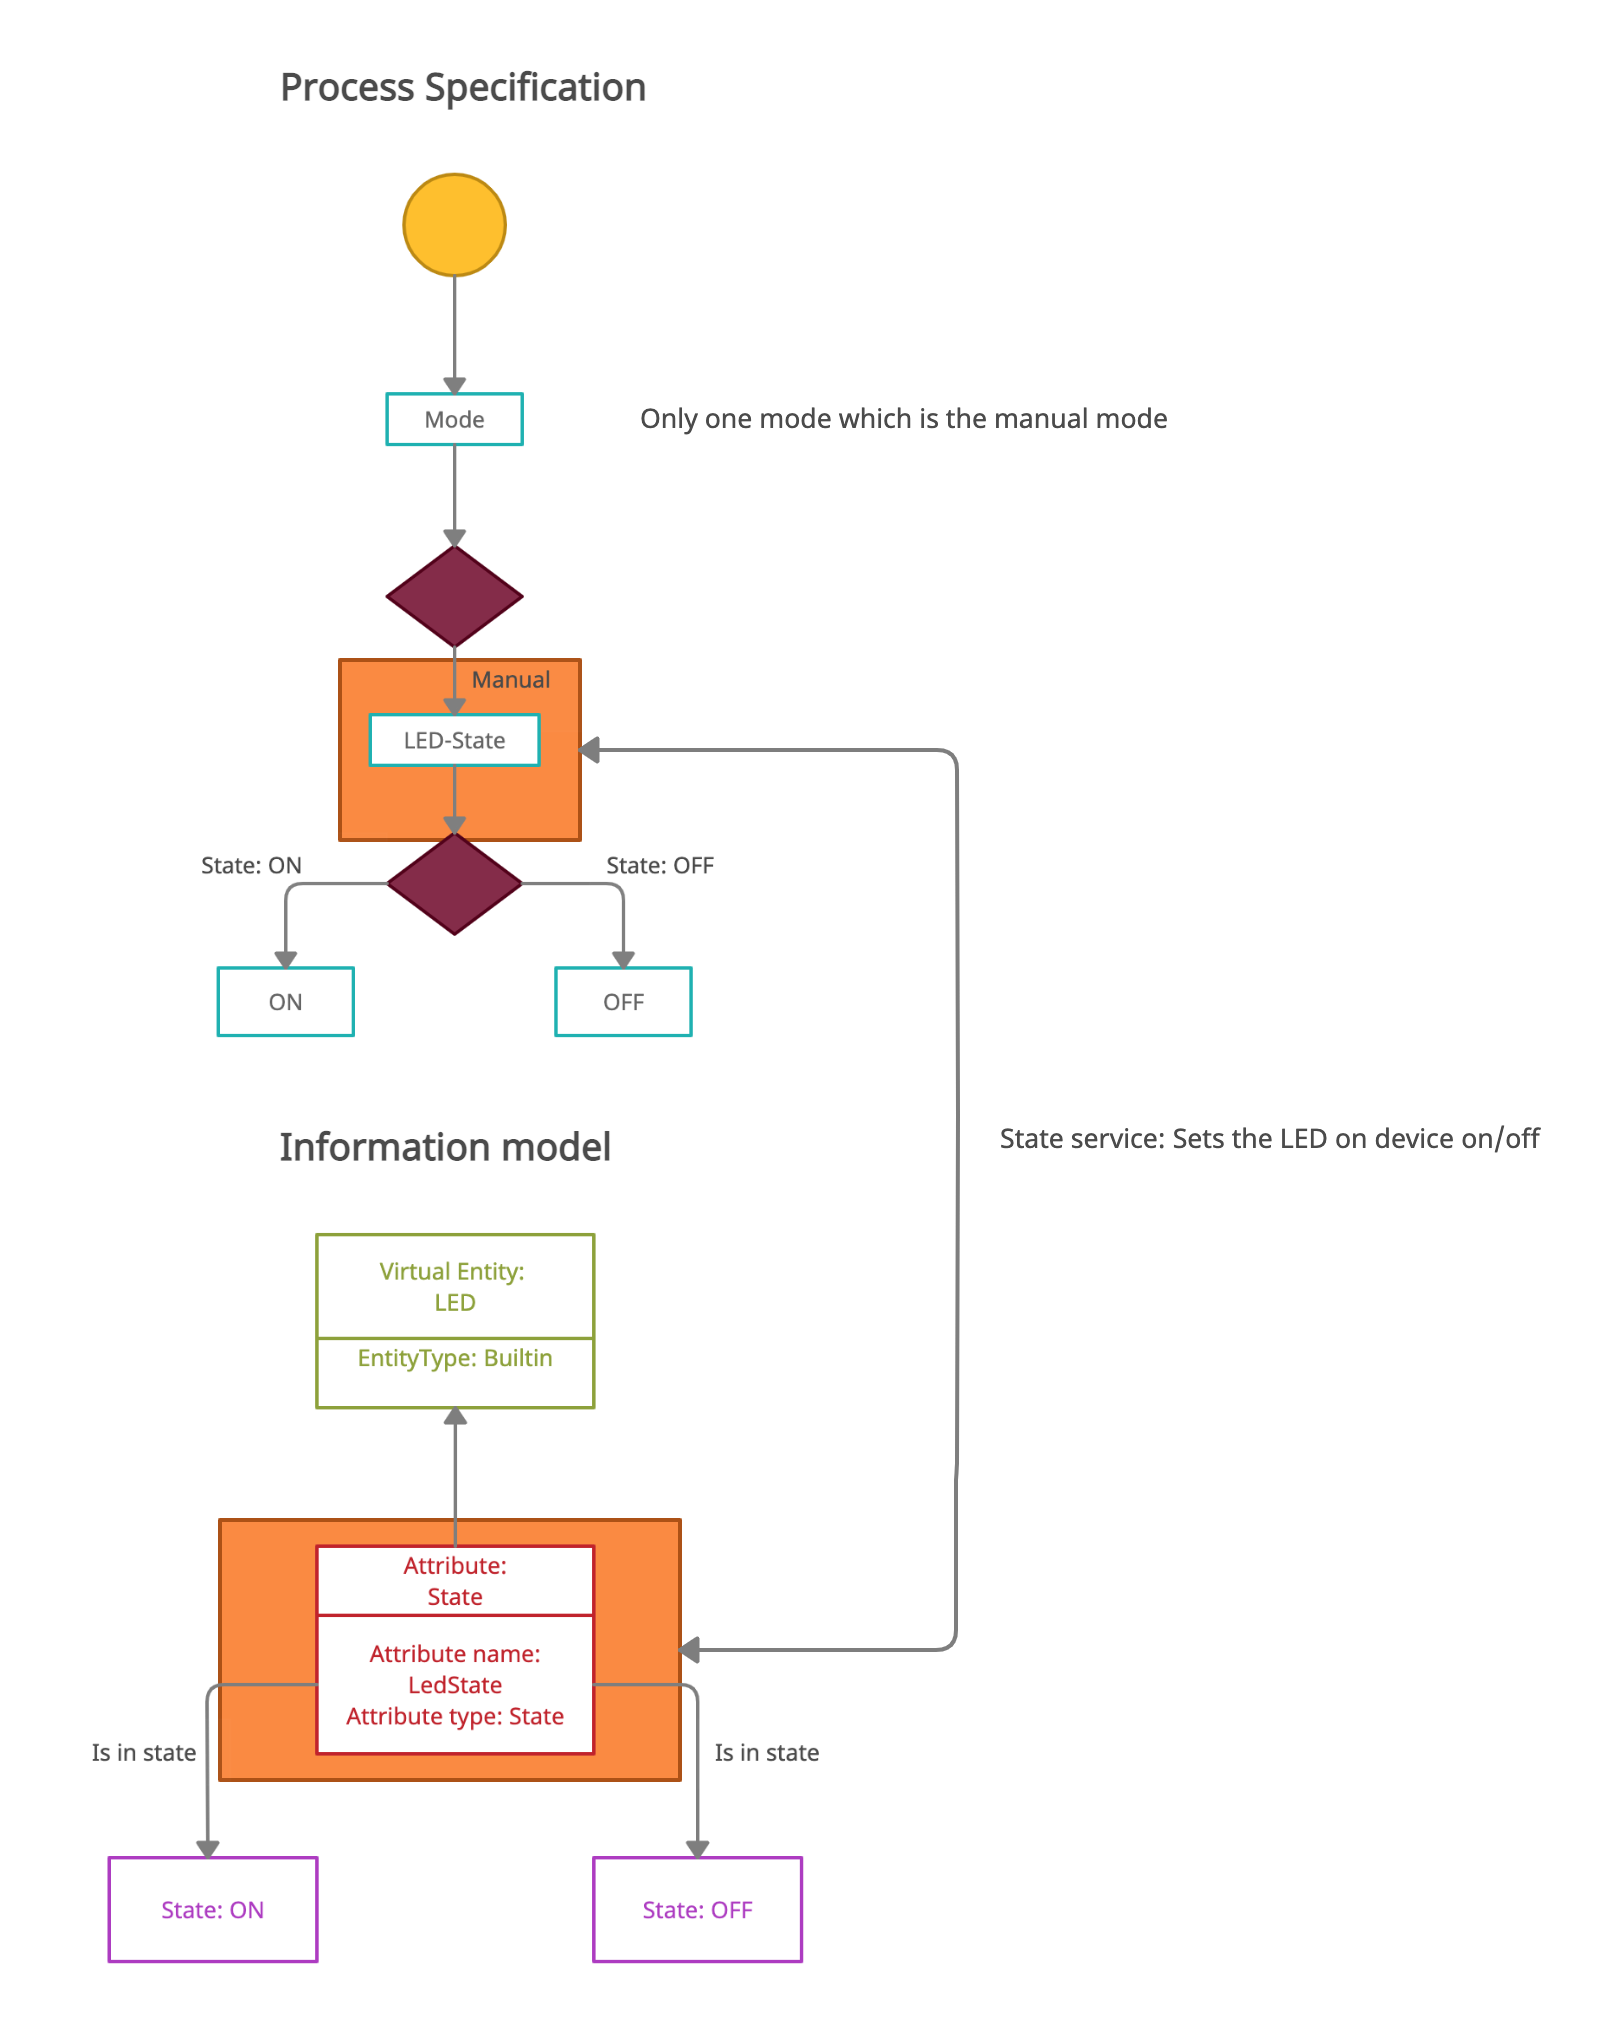 Process Specification
Mode
Only one mode which is the manual mode
Manual
LED-State
State: ON
State: OFF
ON
OFF
Information model
State service: Sets the LED on device on/off
Virtual Entity:
LED
EntityType: Builtin
Attribute:
State
Attribute name:
LedState
Attribute type: State
Is in state
Is in state
State: ON
State: OFF